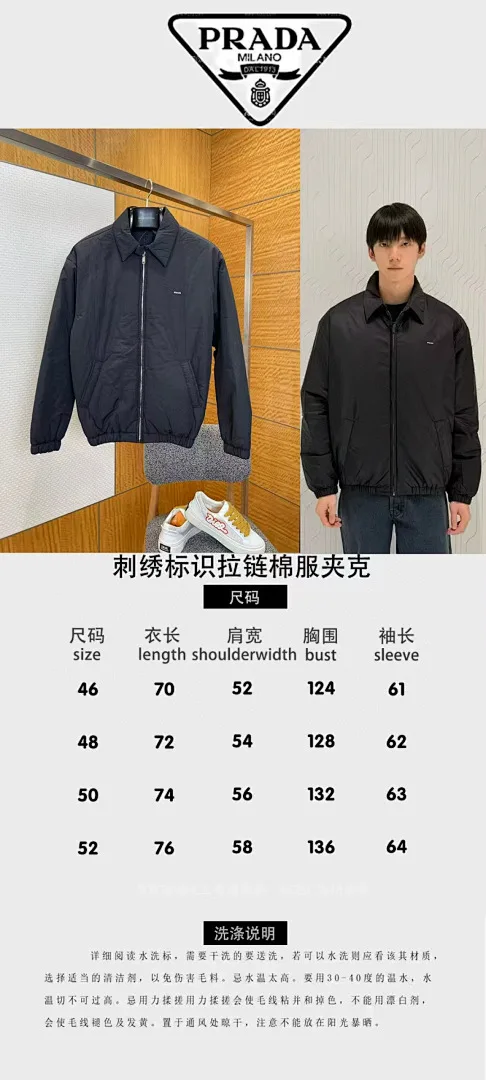 PRADA
MILANO
刺绣标识拉链棉服夹克
尺码
尺码 衣长 肩宽 胸围 袖长
size length shoulderwidth bust sleeve
46 70 52 124 61
48 72 54 128 62
50 74 56 132 63
52 76 58 136 64
洗涤说明
详细阅读水洗标，需要干洗的要送洗，若可以水洗则应看该其材质，
选择适当的清洁剂，以免伤害毛料。忌水温太高。要用30-40度的温水，水
温切不可过高。忌用力揉搓用力揉搓会使毛线粘并和掉色，不能用漂白剂，
会使毛线褪色及发黄。置于通风处晾干，注意不能放在阳光暴晒。